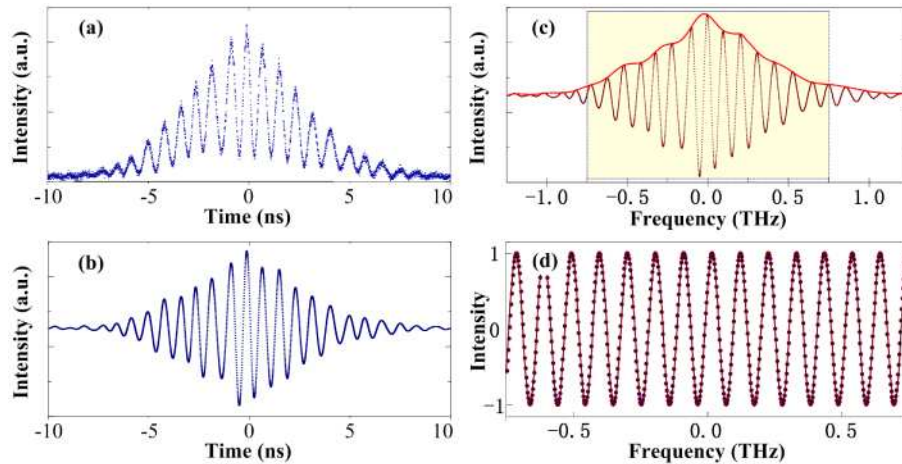 (a)
Intensity (a.u.)
-10 -5 0 5 10
Time (ns)
(b)
Intensity (a.u.)
-10 -5 0 5 10
Time (ns)
(c)
Intensity (a.u.)
-1.0 -0.5 0.0 0.5 1.0
Frequency (THz)
(d)
Intensity
1
0
-1
-0.5 0.0 0.5
Frequency (THz)